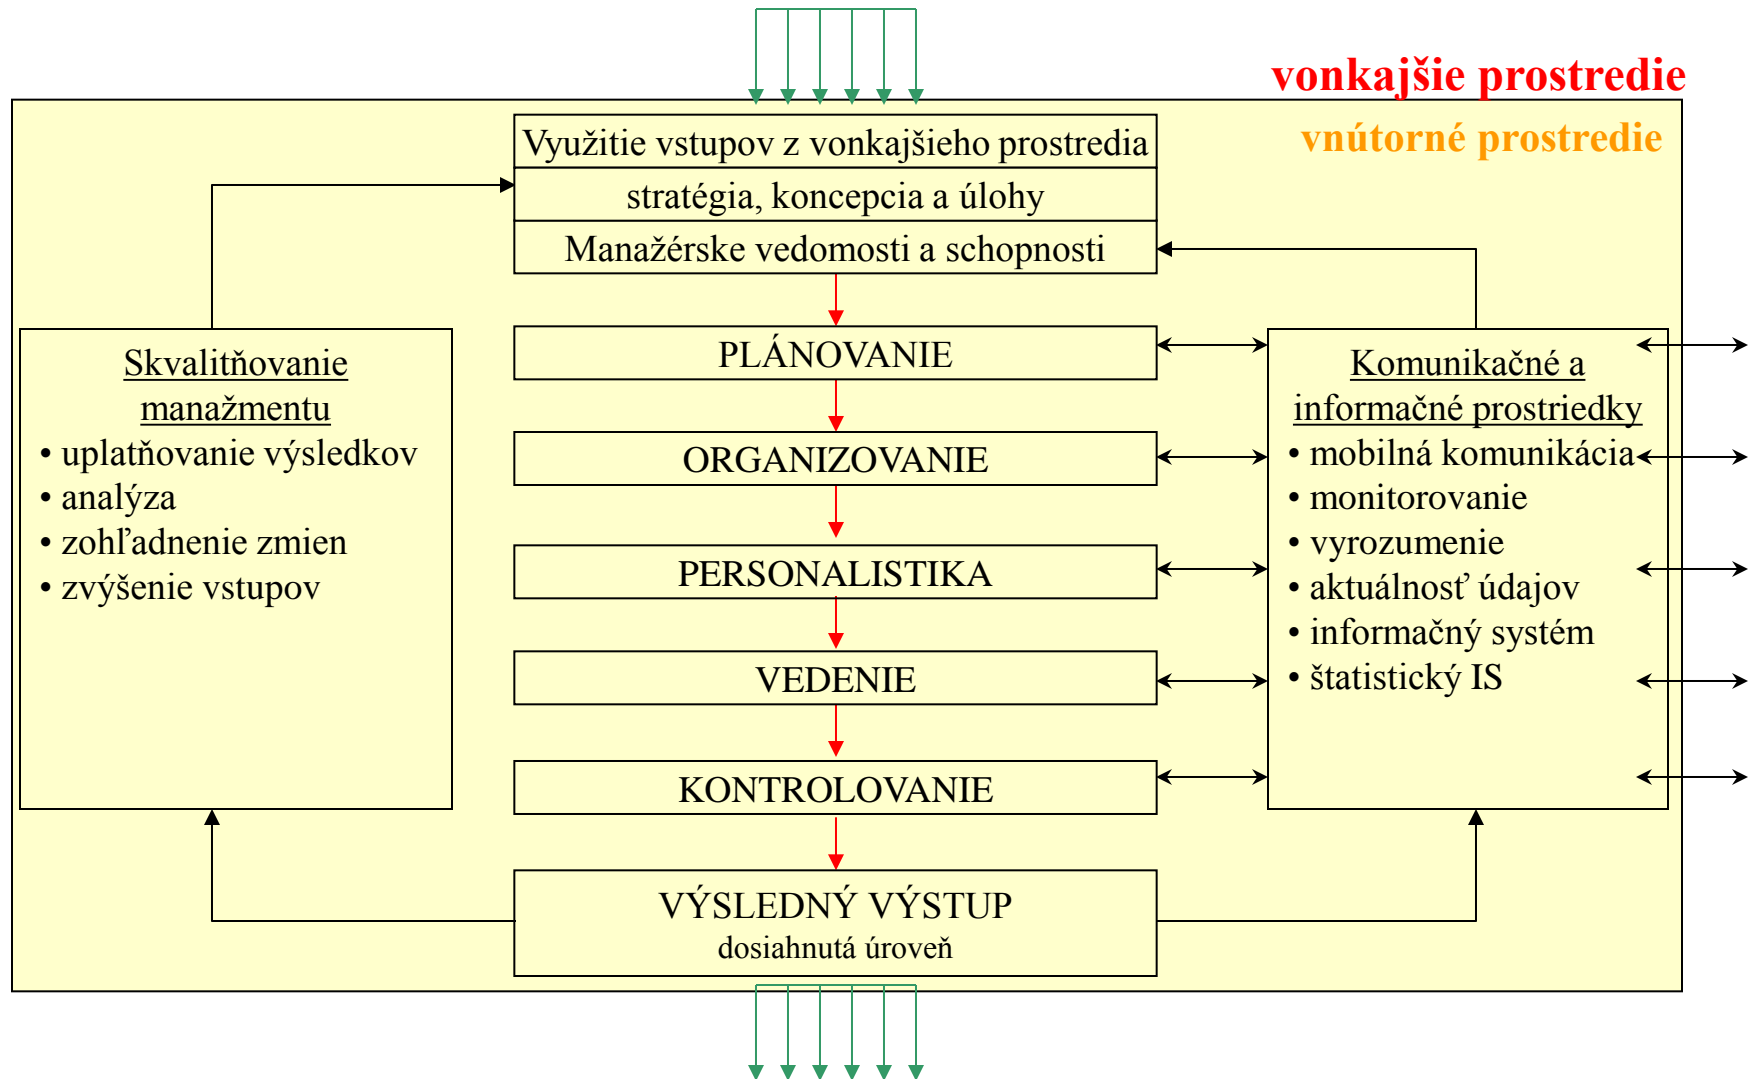 vonkajšie prostredie
vnútorné prostredie
Využitie vstupov z vonkajšieho prostredia
stratégia, koncepcia a úlohy
Manažérske vedomosti a schopnosti
Skvalitňovanie
manažmentu
• uplatňovanie výsledkov
• analýza
• zohľadnenie zmien
• zvýšenie vstupov
PLÁNOVANIE
ORGANIZOVANIE
PERSONALISTIKA
VEDENIE
KONTROLOVANIE
VÝSLEDNÝ VÝSTUP
dosiahnutá úroveň
Komunikačné a
informačné prostriedky
• mobilná komunikácia
• monitorovanie
• vyrozumenie
• aktuálnosť údajov
• informačný systém
• štatistický IS